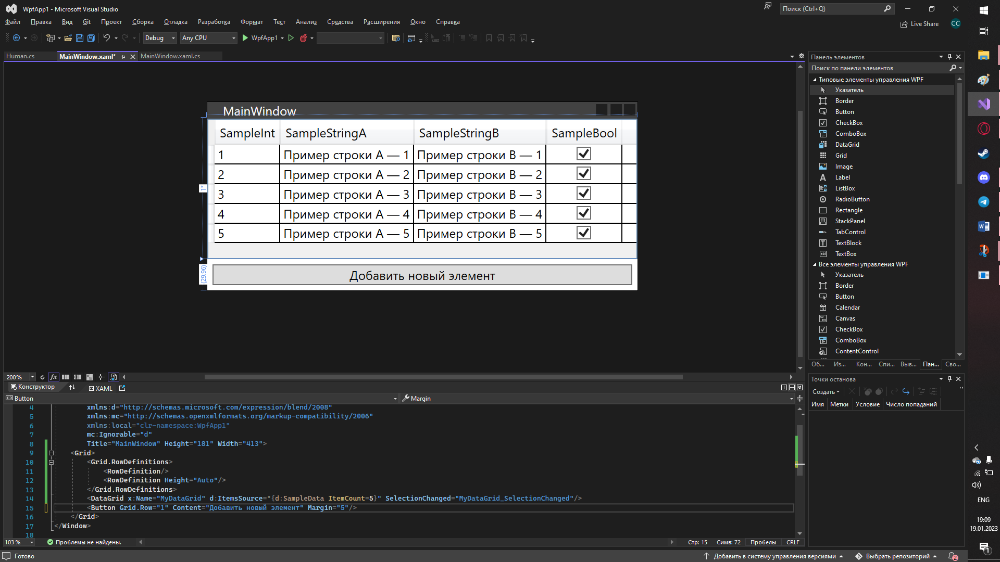 WpfApp1 - Microsoft Visual Studio
Поиск (Ctrl+Q)
Файл Правка Вид Git Проект Сборка Отладка Разработка Формат Тест Анализ Средства Расширения Окно Справка
Live Share
CC
Debug Any CPU WpfApp1
Human.cs MainWindow.xaml* MainWindow.xaml.cs
MainWindow
SampleInt SampleStringA SampleStringB SampleBool
1 Пример строки A — 1 Пример строки B — 1
2 Пример строки A — 2 Пример строки B — 2
3 Пример строки A — 3 Пример строки B — 3
4 Пример строки A — 4 Пример строки B — 4
5 Пример строки A — 5 Пример строки B — 5
1*
(29.96)
Добавить новый элемент
200%
Конструктор XAML
Button Margin
4 xmlns:d="http://schemas.microsoft.com/expression/blend/2008"
5 xmlns:mc="http://schemas.openxmlformats.org/markup-compatibility/2006"
6 xmlns:local="clr-namespace:WpfApp1"
7 mc:Ignorable="d"
8 Title="MainWindow" Height="181" Width="413">
9 <Grid>
10 <Grid.RowDefinitions>
11 <RowDefinition/>
12 <RowDefinition Height="Auto"/>
13 </Grid.RowDefinitions>
14 <DataGrid x:Name="MyDataGrid" d:ItemsSource="{d:SampleData ItemCount=5}" SelectionChanged="MyDataGrid_SelectionChanged"/>
15 <Button Grid.Row="1" Content="Добавить новый элемент" Margin="5"/>
16 </Grid>
17 </Window>
18
103 % Проблемы не найдены. Стр: 15 Симв: 72 Пробелы CRLF
Готово
Добавить в систему управления версиями Выбрать репозиторий 2
Панель элементов
Поиск по панели элементов
Типовые элементы управления WPF
Указатель
Border
Button
CheckBox
ComboBox
DataGrid
Grid
Image
Label
ListBox
RadioButton
Rectangle
StackPanel
TabControl
TextBlock
TextBox
Все элементы управления WPF
Указатель
Border
Button
Calendar
Canvas
CheckBox
ComboBox
ContentControl
Об... Из... Кон... Спи... Выв... Пан... Сво...
Точки останова
Создать
Имя Метки Условие Число попаданий
ENG
19:09
19.01.2023
1